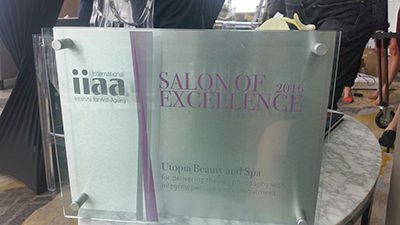 International
iiaa
Institute for Anti-Ageing
SALON OF 2016
EXCELLENCE
Utopia Beauty and Spa
for delivering the iiaa philosophy with
integrity, passion and commitment